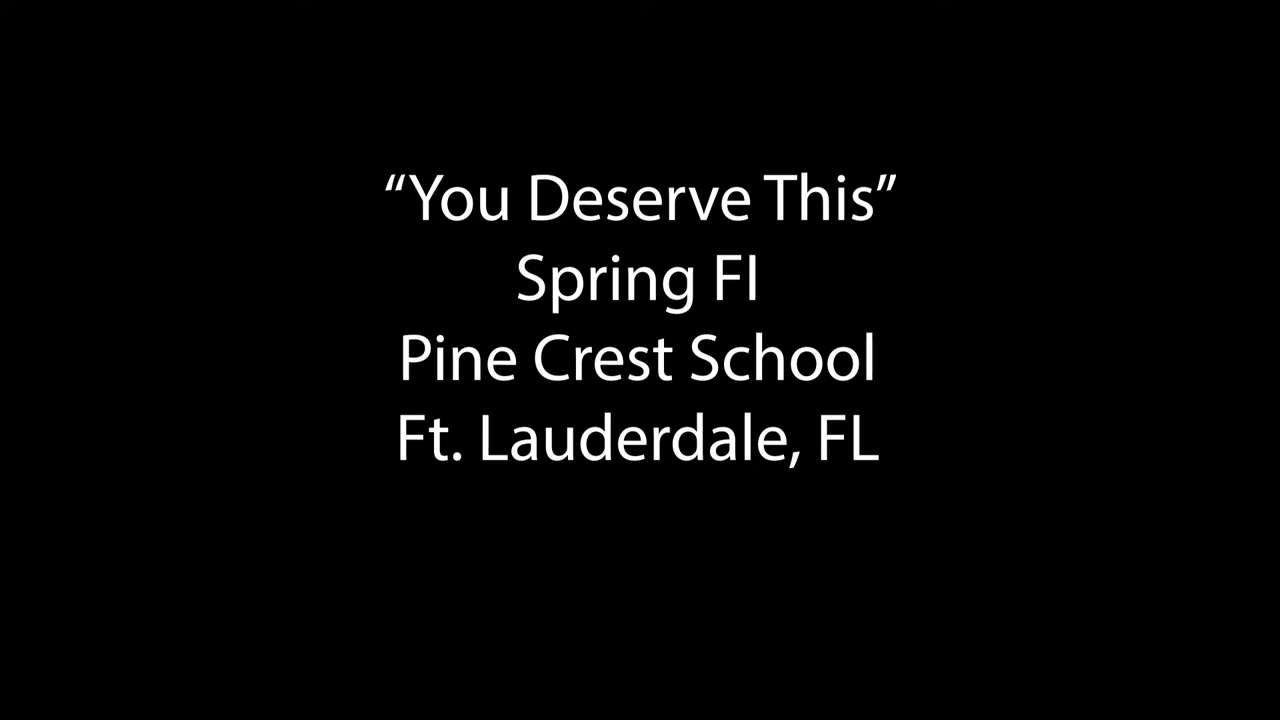 “You Deserve This”
Spring FI
Pine Crest School
Ft. Lauderdale, FL